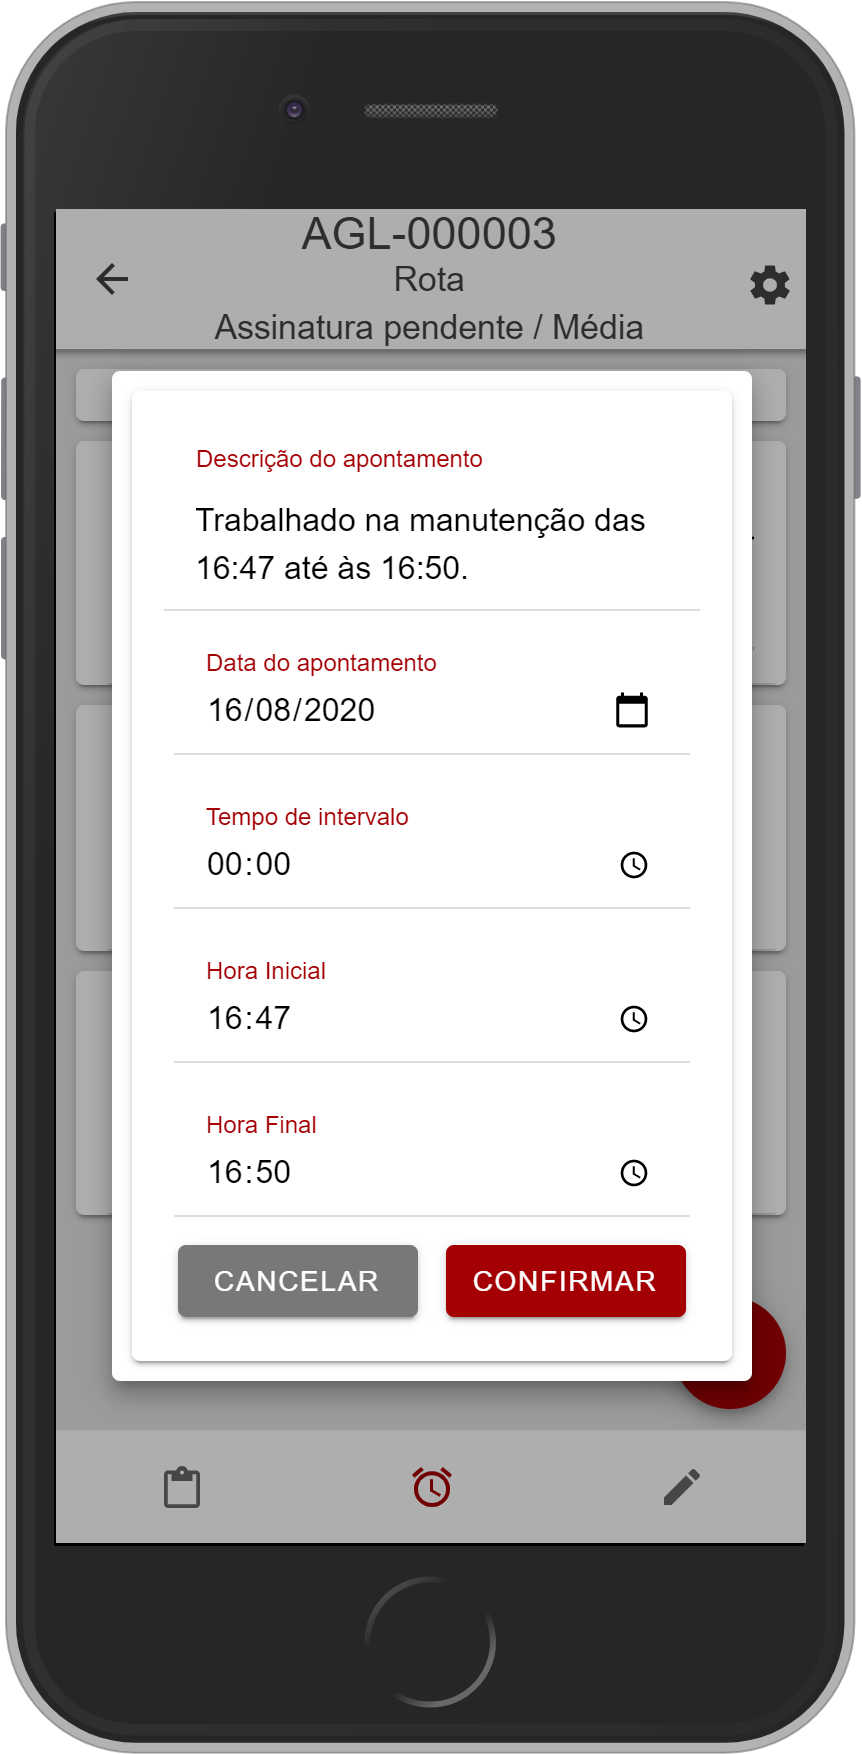 AGL-000003
Rota
Assinatura pendente / Média
Descrição do apontamento
Trabalhado na manutenção das
16:47 até às 16:50.
Data do apontamento
16/08/2020
Tempo de intervalo
00:00
Hora Inicial
16:47
Hora Final
16:50
CANCELAR
CONFIRMAR